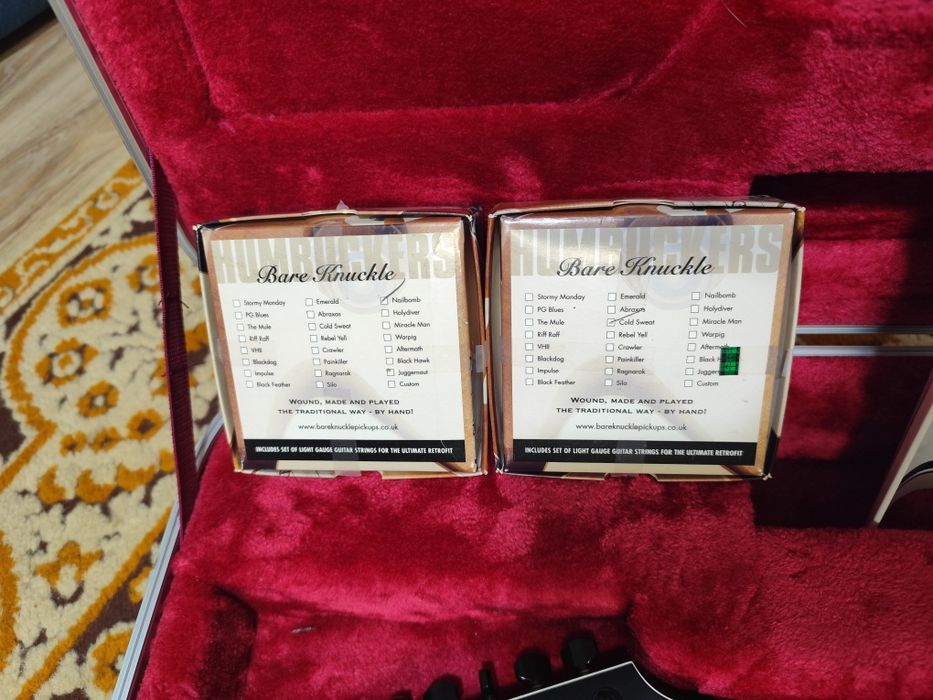 HUMBUCKERS
Bare Knuckle
Stormy Monday Emerald Nailbomb
PG Blues Abraxas Holydiver
The Mule Cold Sweat Miracle Man
Riff Raff Rebel Yell Warpig
VHII Crawler Aftermath
Blackdog Painkiller Black Hawk
Impulse Ragnarok Juggernaut
Black Feather Silo Custom
WOUND, MADE AND PLAYED
THE TRADITIONAL WAY - BY HAND!
www.bareknucklepickups.co.uk
INCLUDES SET OF LIGHT GAUGE GUITAR STRINGS FOR THE ULTIMATE RETROFIT
HUMBUCKERS
Bare Knuckle
Stormy Monday Emerald Nailbomb
PG Blues Abraxas Holydiver
The Mule Cold Sweat Miracle Man
Riff Raff Rebel Yell Warpig
VHII Crawler Aftermath
Blackdog Painkiller Black H
Impulse Ragnarok Jugger
Black Feather Silo Custom
WOUND, MADE AND PLAYED
THE TRADITIONAL WAY - BY HAND!
www.bareknucklepickups.co.uk
INCLUDES SET OF LIGHT GAUGE GUITAR STRINGS FOR THE ULTIMATE RETROFIT